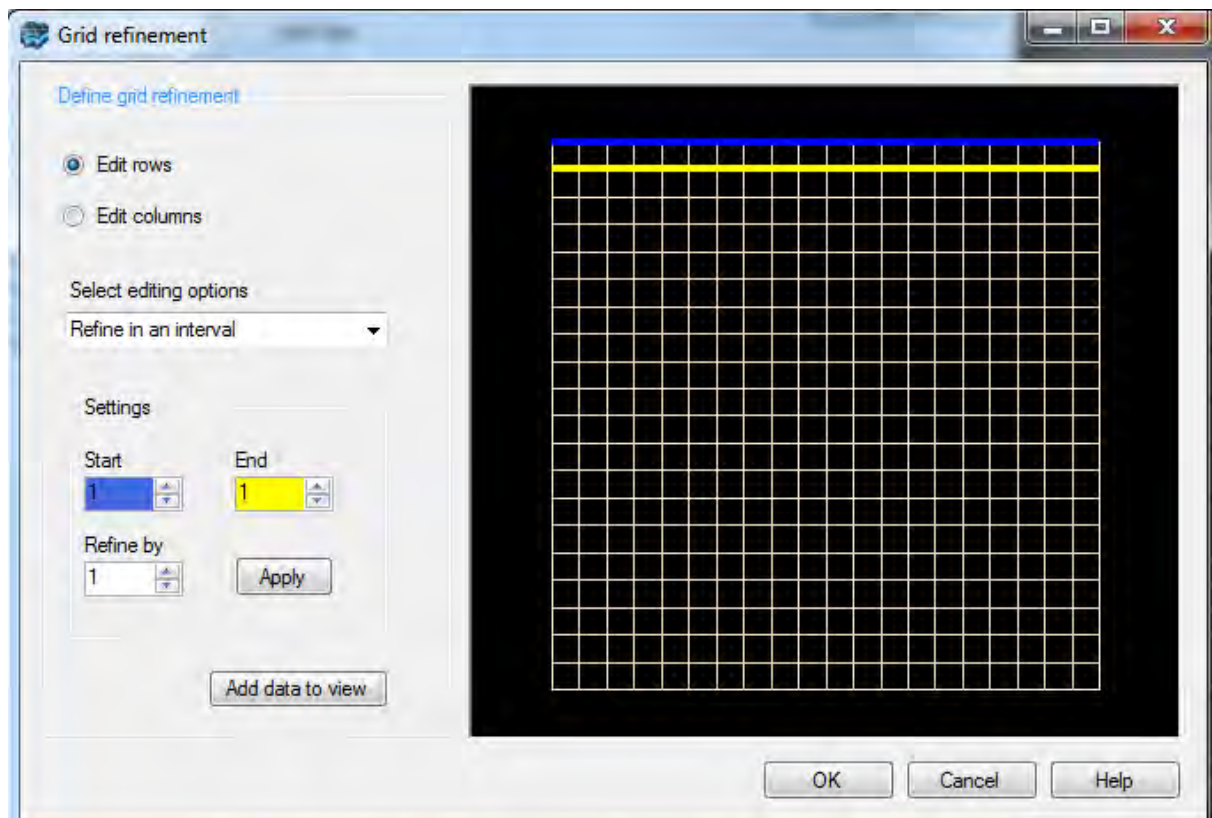 Grid refinement
Define grid refinement
Edit rows
Edit columns
Select editing options
Refine in an interval
Settings
Start End
1 1
Refine by
1 Apply
Add data to view
OK Cancel Help